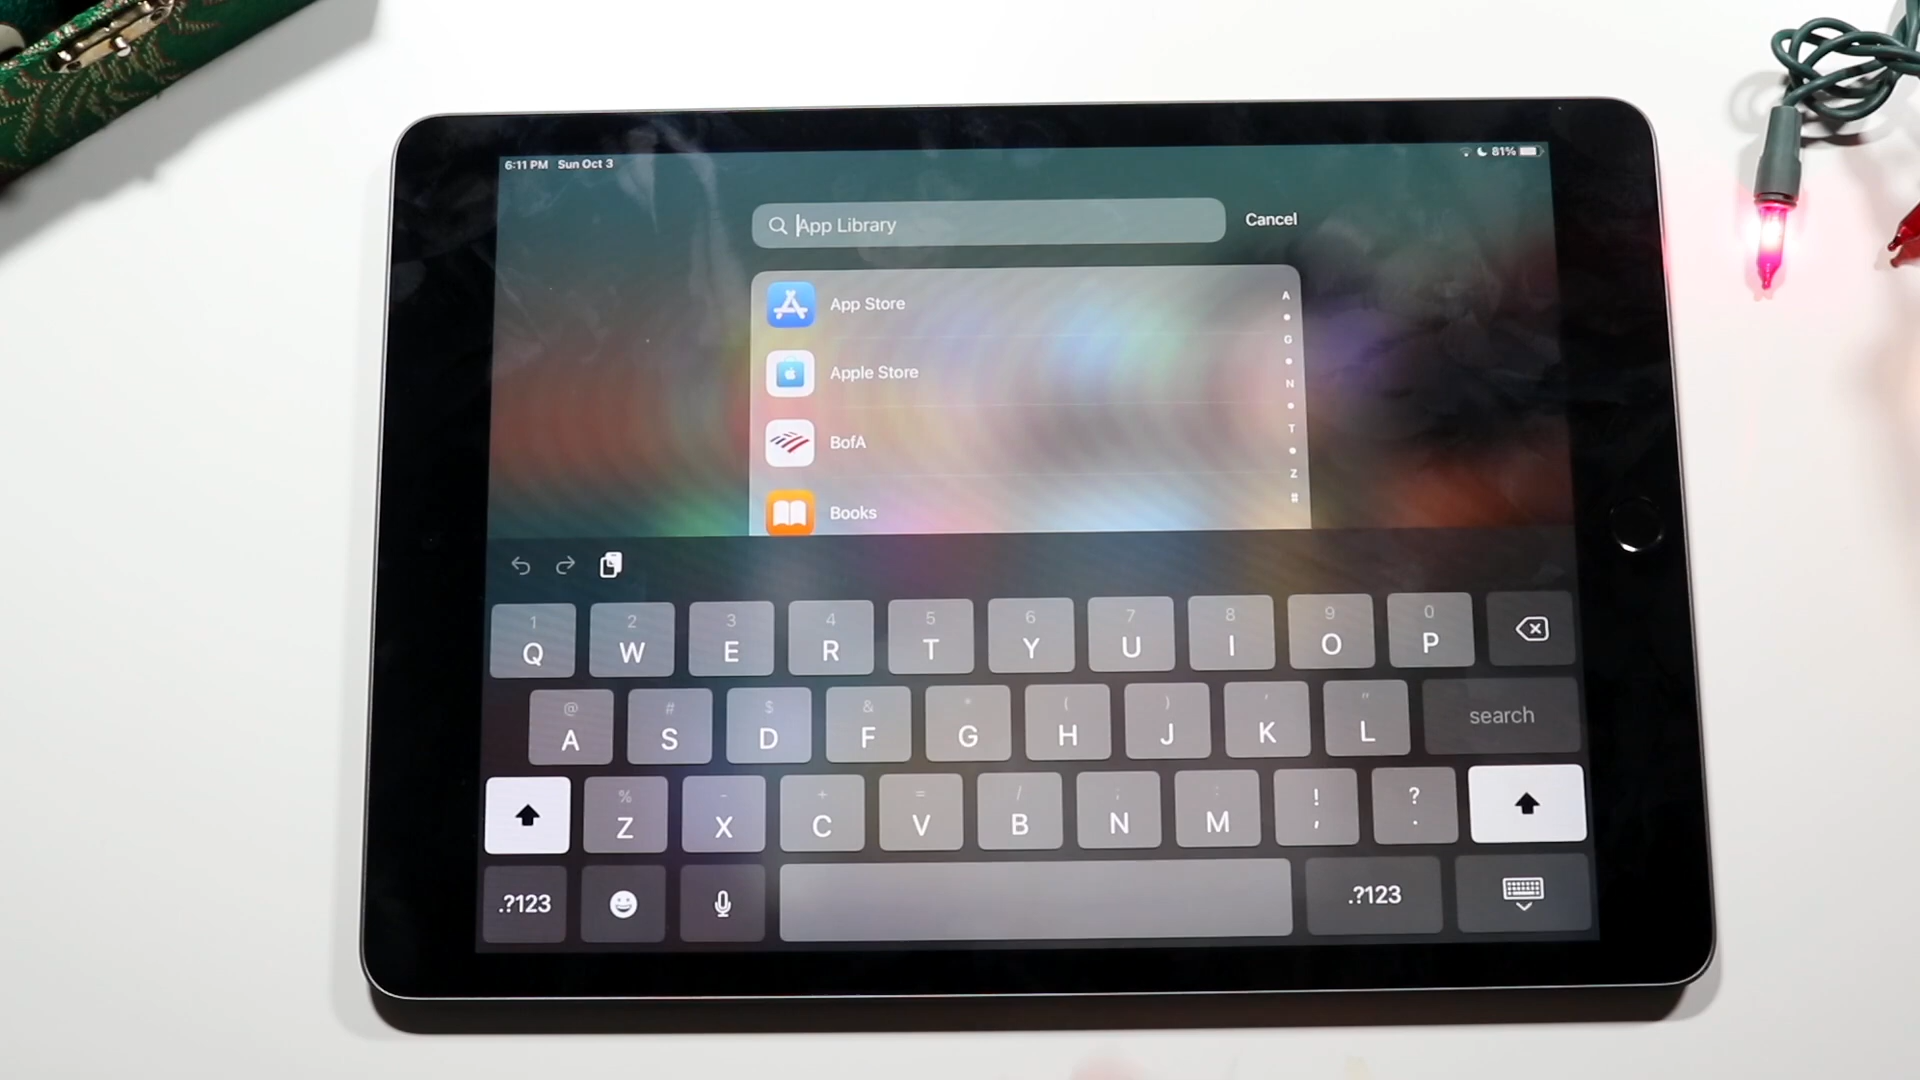 6:11 PM Sun Oct 3
81%
App Library
Cancel
App Store
Apple Store
BofA
Books
A
G
N
T
Z
#
1 2 3 4 5 6 7 8 9 0
Q W E R T Y U I O P
@ # $ & * ( ) ' "
A S D F G H J K L search
% - + = / ; : ! ?
Z X C V B N M , .
.?123 .?123